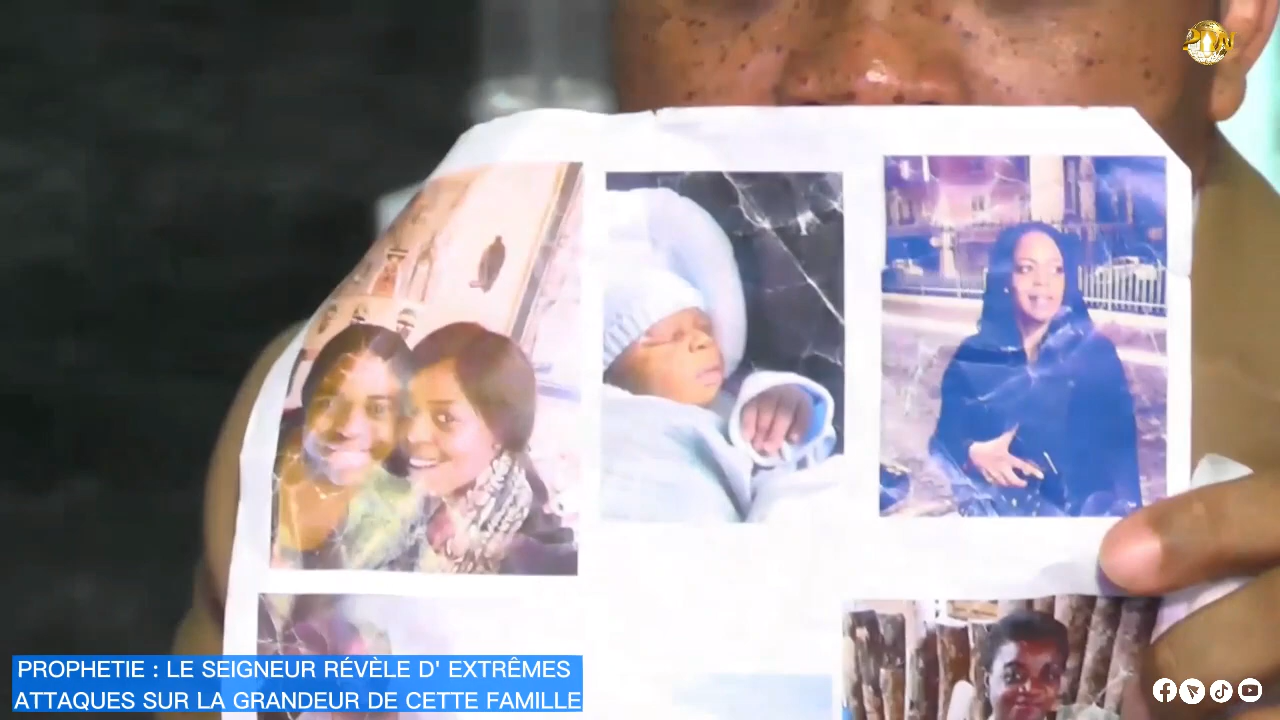 PROPHETIE : LE SEIGNEUR RÉVÈLE D' EXTRÊMES
ATTAQUES SUR LA GRANDEUR DE CETTE FAMILLE